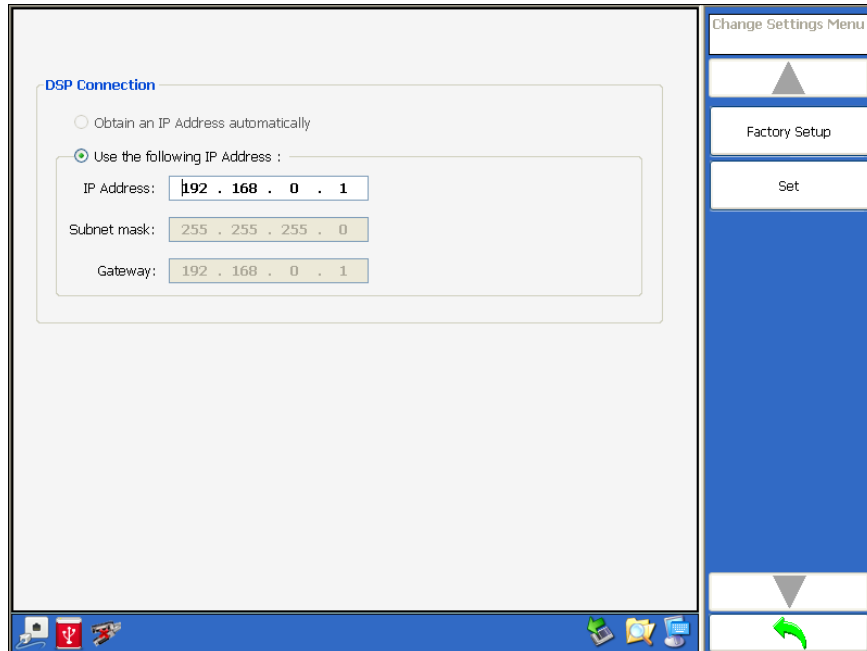 Change Settings Menu
DSP Connection
Obtain an IP Address automatically
Use the following IP Address :
IP Address: 192 . 168 . 0 . 1
Subnet mask: 255 . 255 . 255 . 0
Gateway: 192 . 168 . 0 . 1
Factory Setup
Set